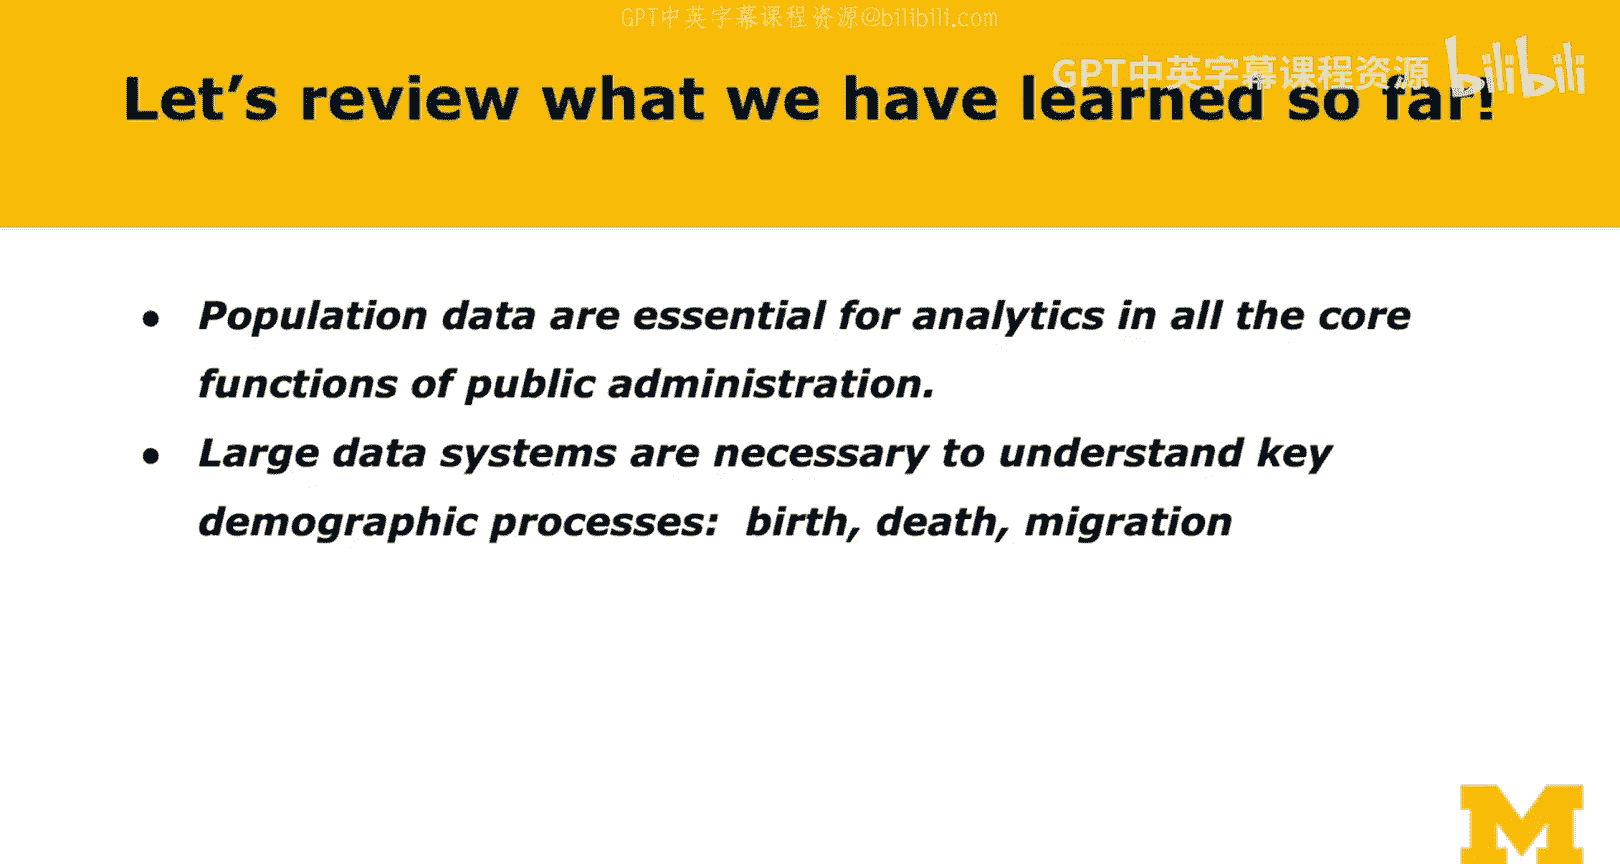 GPT中英字幕课程资源@bilibili.com
GPT中英字幕课程资源 bilibili
Let’s review what we have learned so far!
● Population data are essential for analytics in all the core
functions of public administration.
● Large data systems are necessary to understand key
demographic processes:  birth, death, migration
M